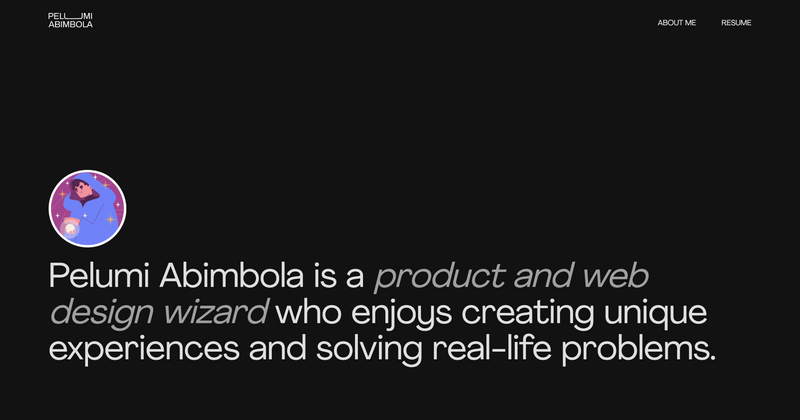 PELUMI
ABIMBOLA
ABOUT ME
RESUME
Pelumi Abimbola is a product and web
design wizard who enjoys creating unique
experiences and solving real-life problems.